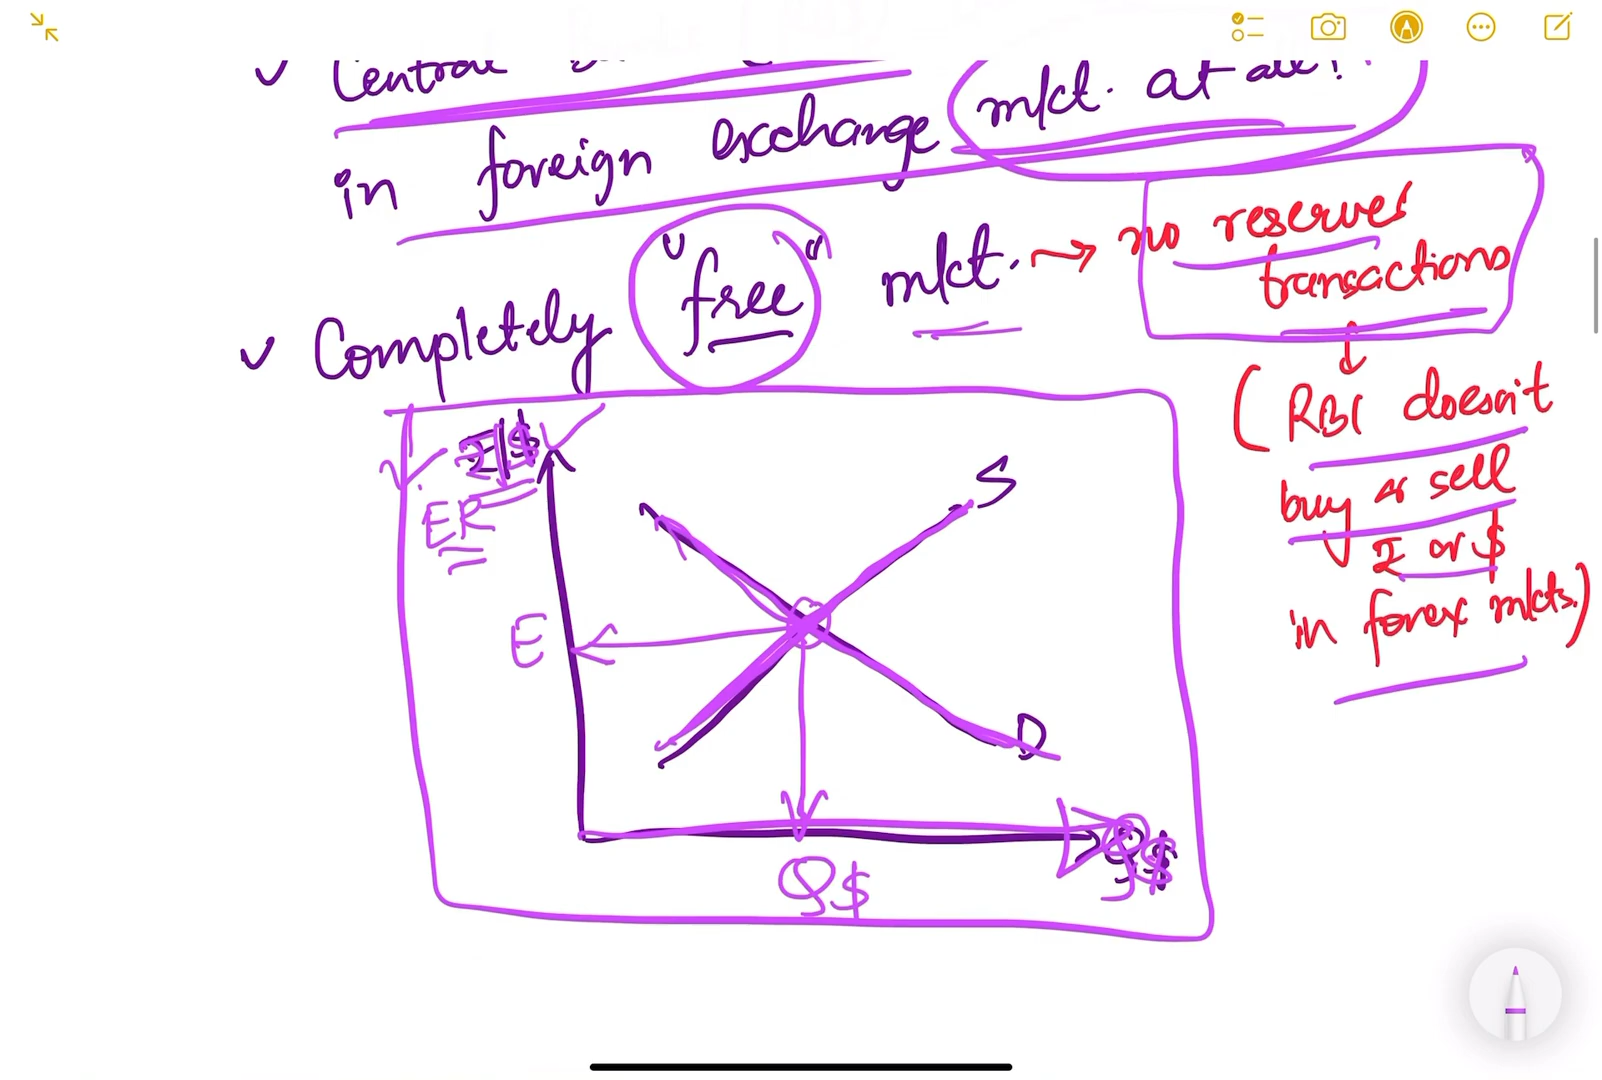 Central
mkt. at all!
in foreign exchange
✓ Completely "free" mkt. → no reserves
transactions
↓
(RBI doesn't
buy or sell
₹ or $
in forex mkts.)
₹/$
ER
S
E
D
Q$
Q$